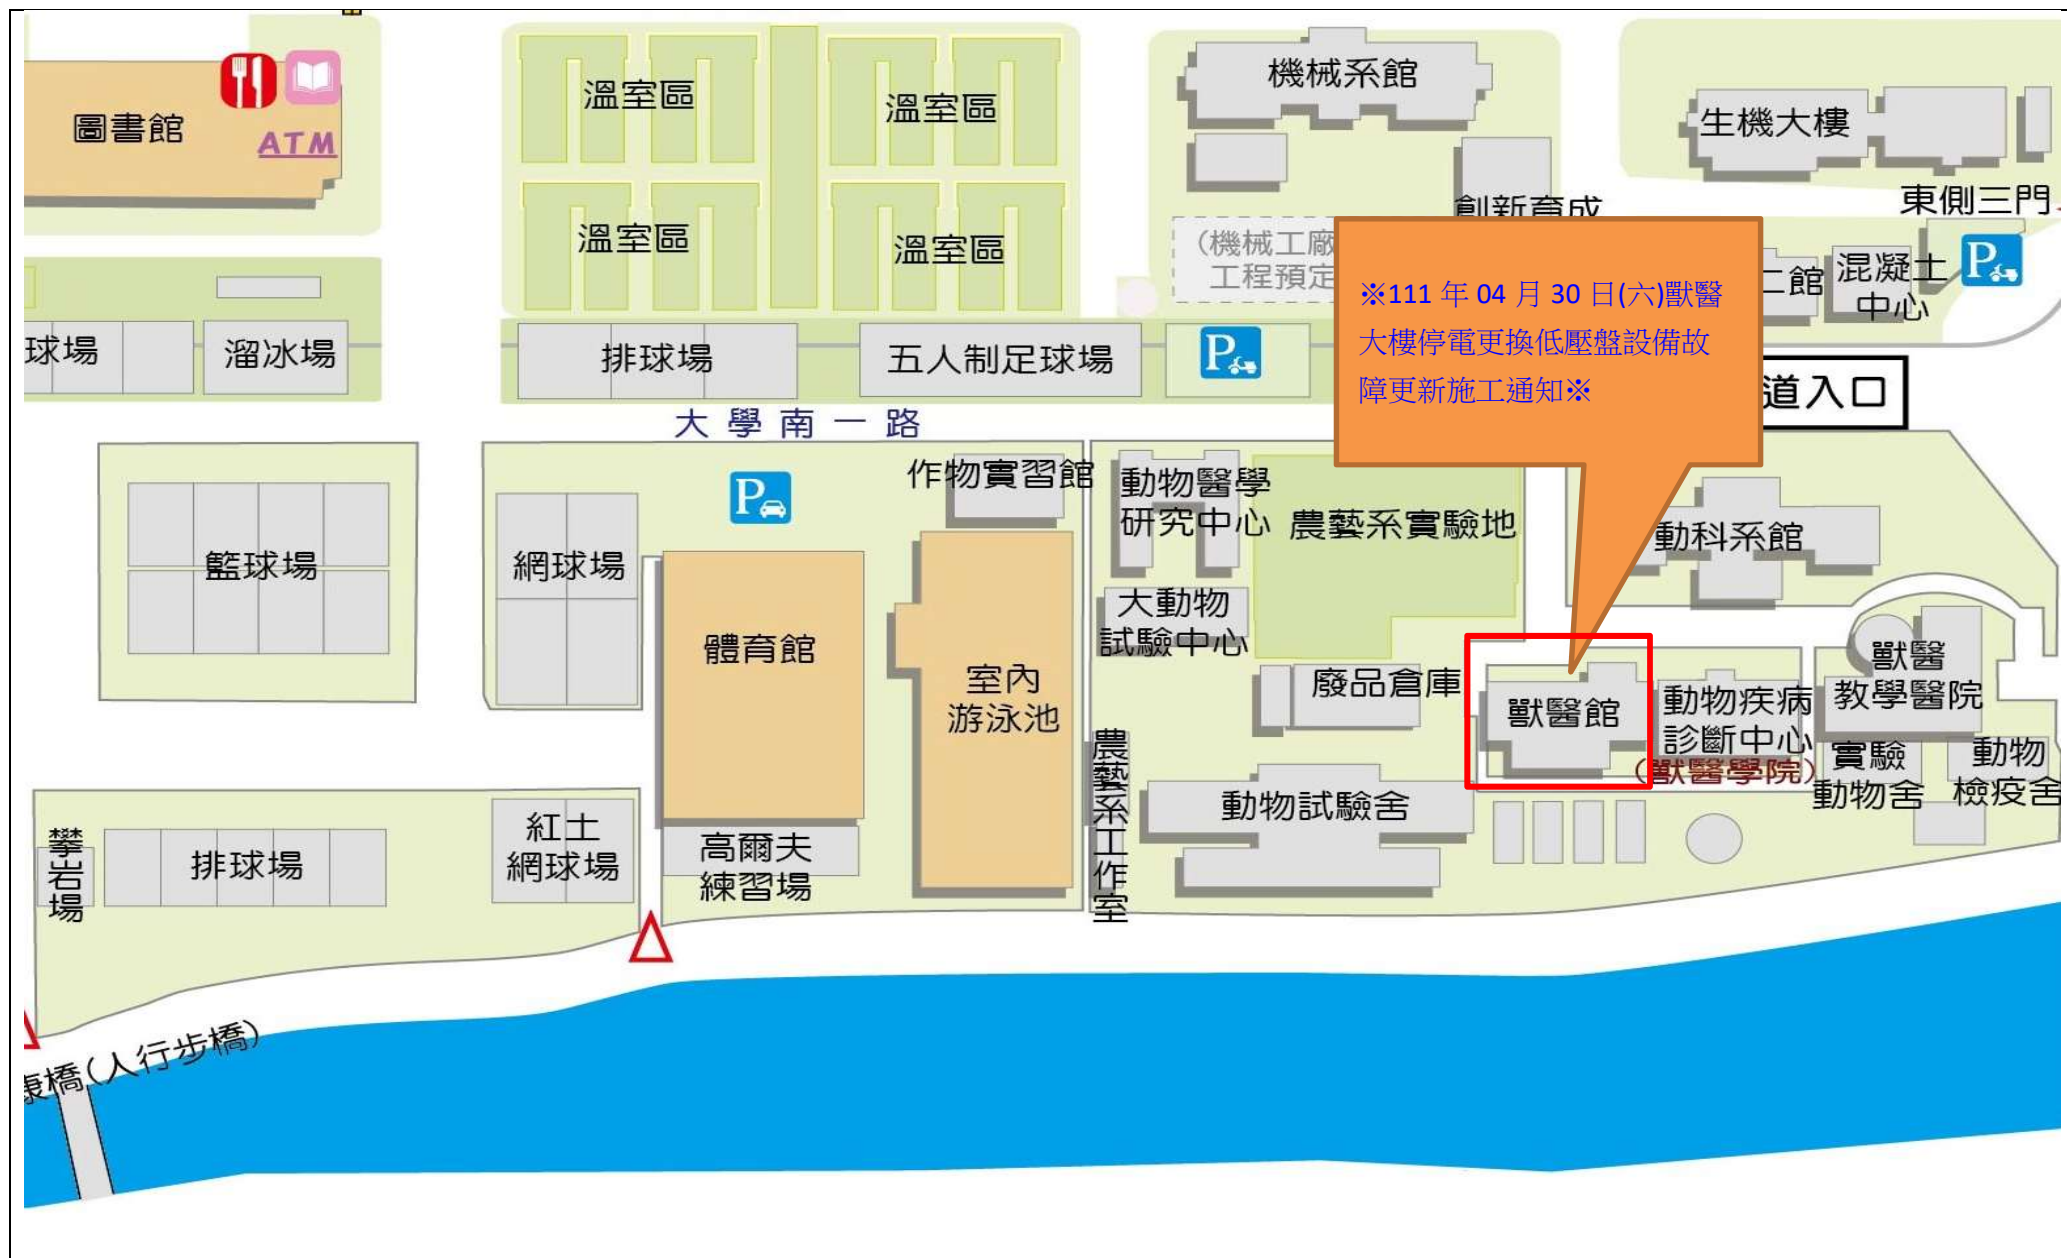 圖書館
ATM
溫室區
溫室區
溫室區
溫室區
機械系館
生機大樓
創新育成
東側三門
(機械工廠
工程預定
二館
混凝土
中心
P
※111 年 04 月 30 日(六)獸醫
大樓停電更換低壓盤設備故
障更新施工通知※
球場
溜冰場
排球場
五人制足球場
P
道入口
大學南一路
籃球場
網球場
P
作物實習館
體育館
室內
游泳池
動物醫學
研究中心
農藝系實驗地
動科系館
大動物
試驗中心
廢品倉庫
獸醫館
動物疾病
診斷中心
(獸醫學院)
獸醫
教學醫院
實驗
動物舍
動物
檢疫舍
農藝系工作室
動物試驗舍
攀岩場
排球場
紅土
網球場
高爾夫
練習場
康橋(人行步橋)